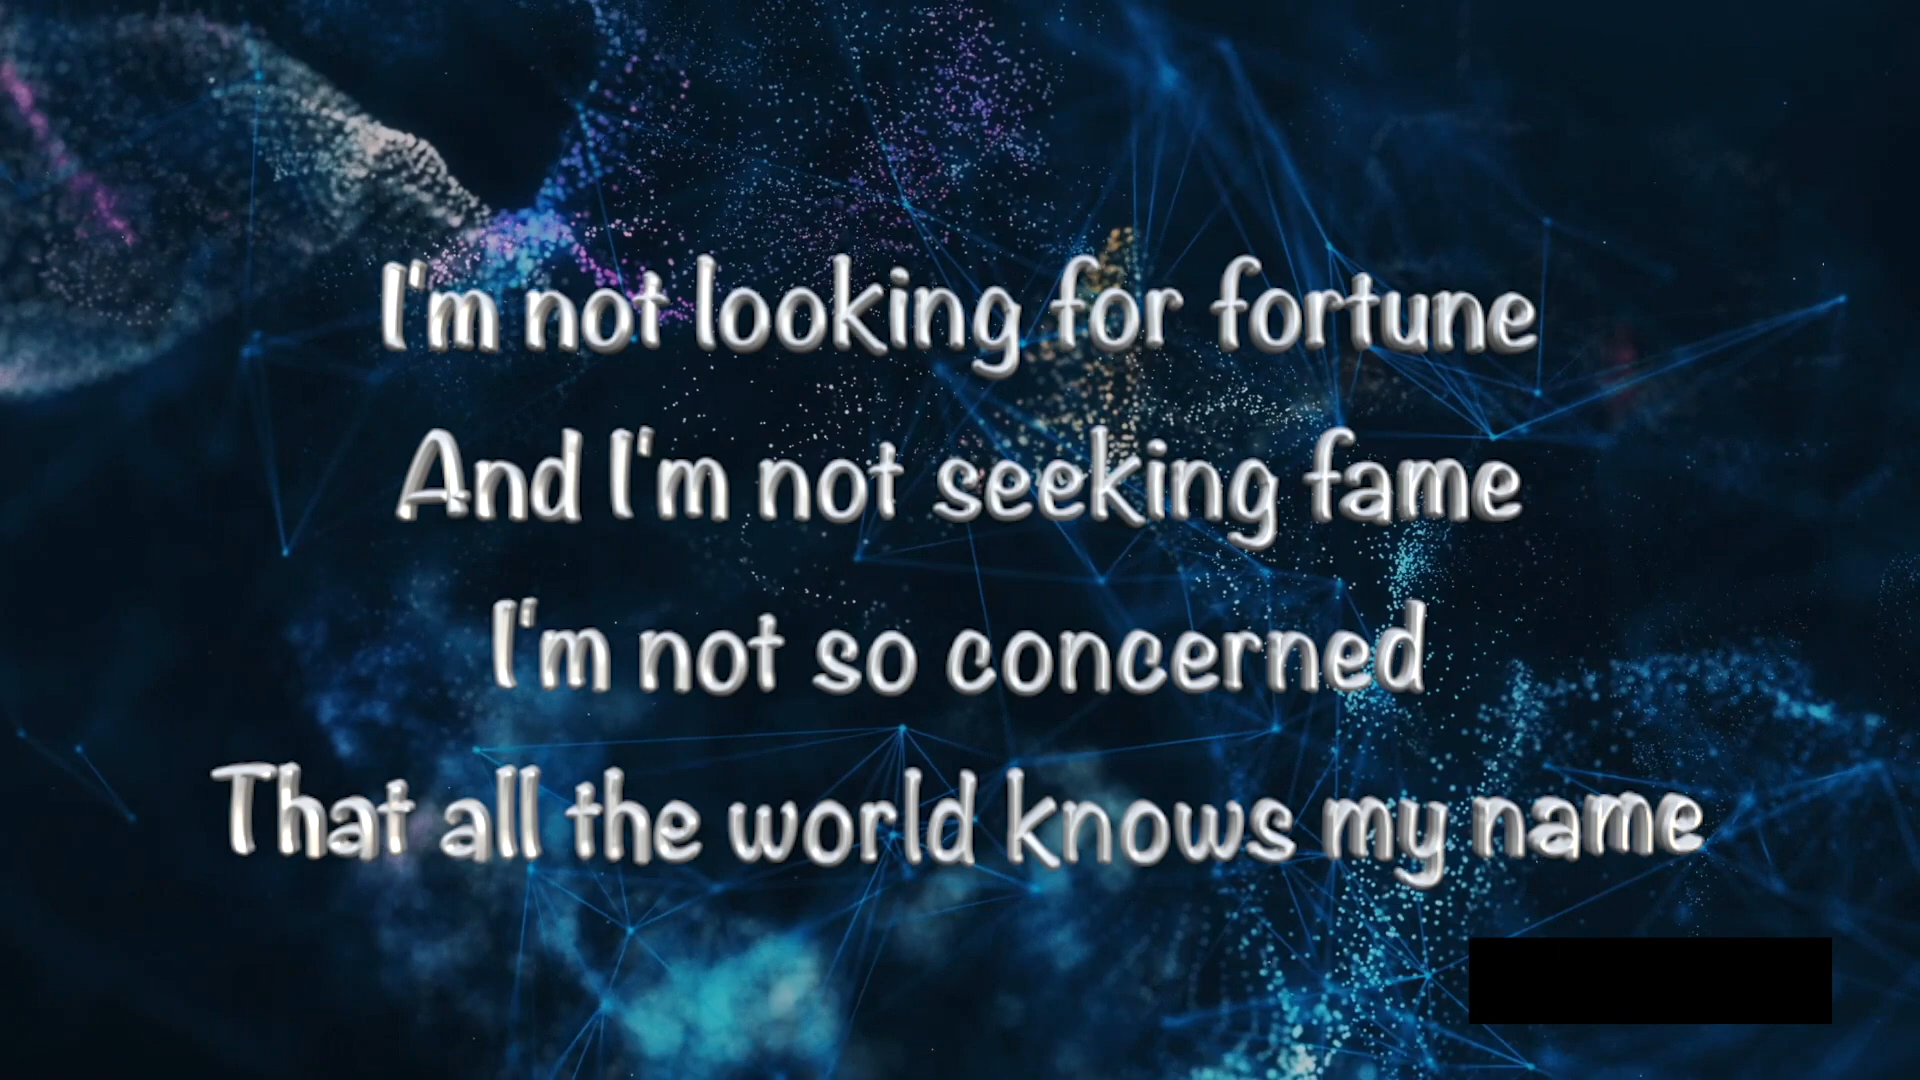 I'm not looking for fortune
And I'm not seeking fame
I'm not so concerned
That all the world knows my name